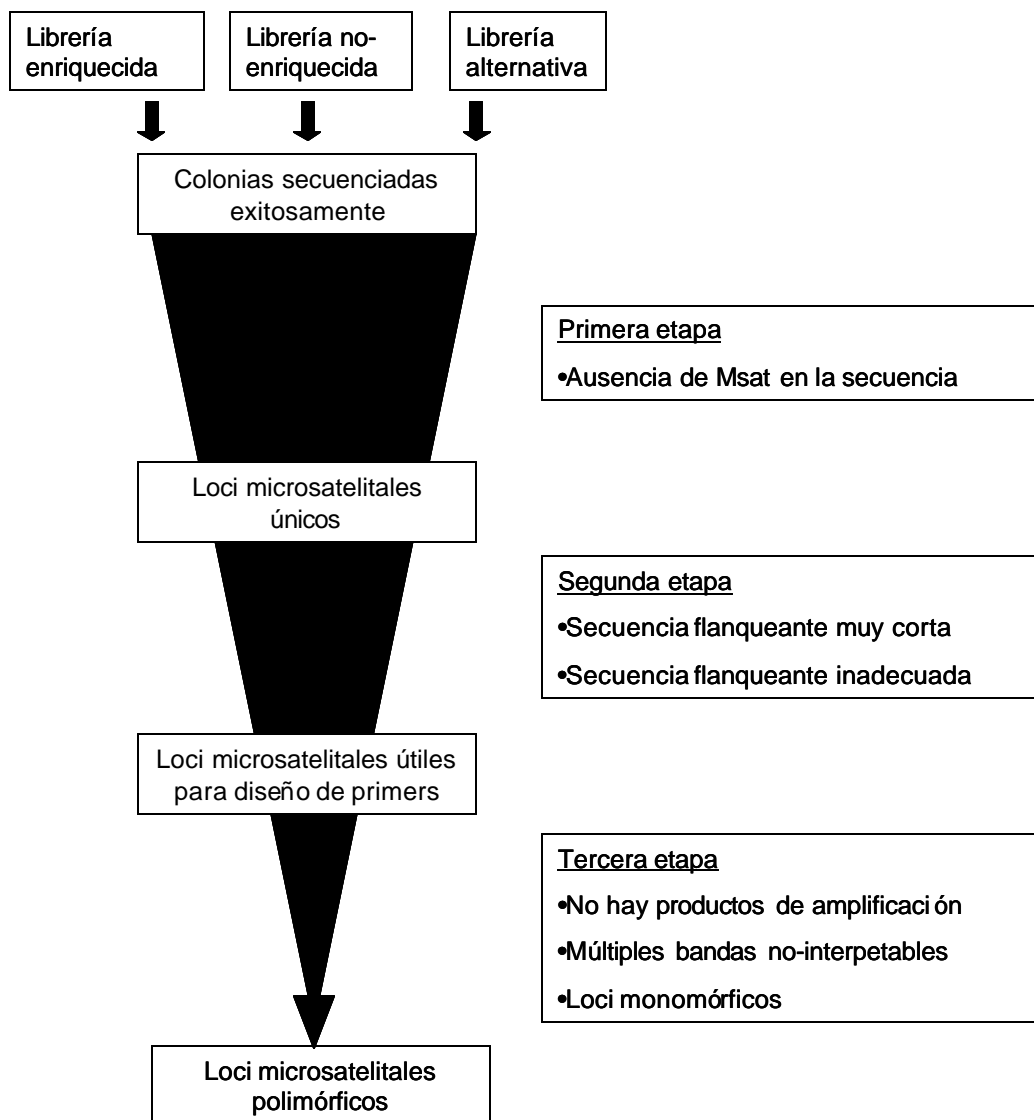 Librería
enriquecida
Librería no-
enriquecida
Librería
alternativa
Colonias secuenciadas
exitosamente
Primera etapa
•Ausencia de Msat en la secuencia
Loci microsatelitales
únicos
Segunda etapa
•Secuencia flanqueante muy corta
•Secuencia flanqueante inadecuada
Loci microsatelitales útiles
para diseño de primers
Tercera etapa
•No hay productos de amplificación
•Múltiples bandas no-interpetables
•Loci monomórficos
Loci microsatelitales
polimórficos